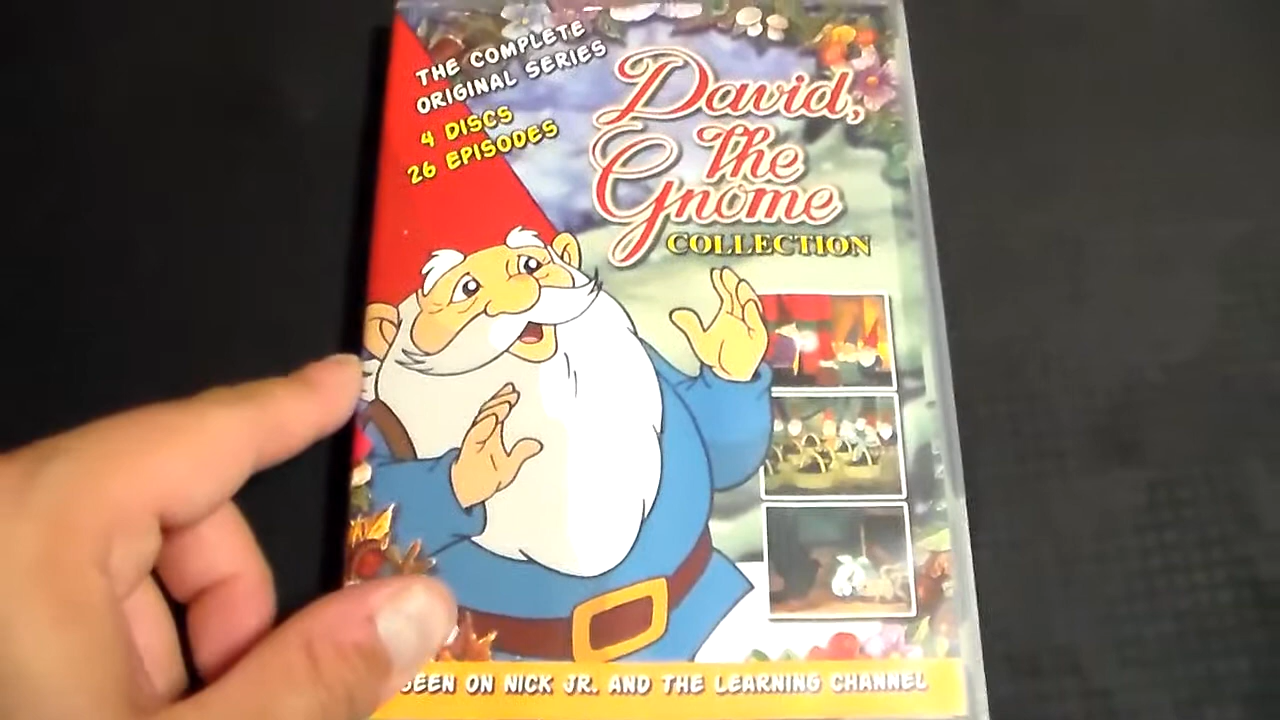 THE COMPLETE
ORIGINAL SERIES
4 DISCS
26 EPISODES
David,
The
Gnome
COLLECTION
SEEN ON NICK JR. AND THE LEARNING CHANNEL